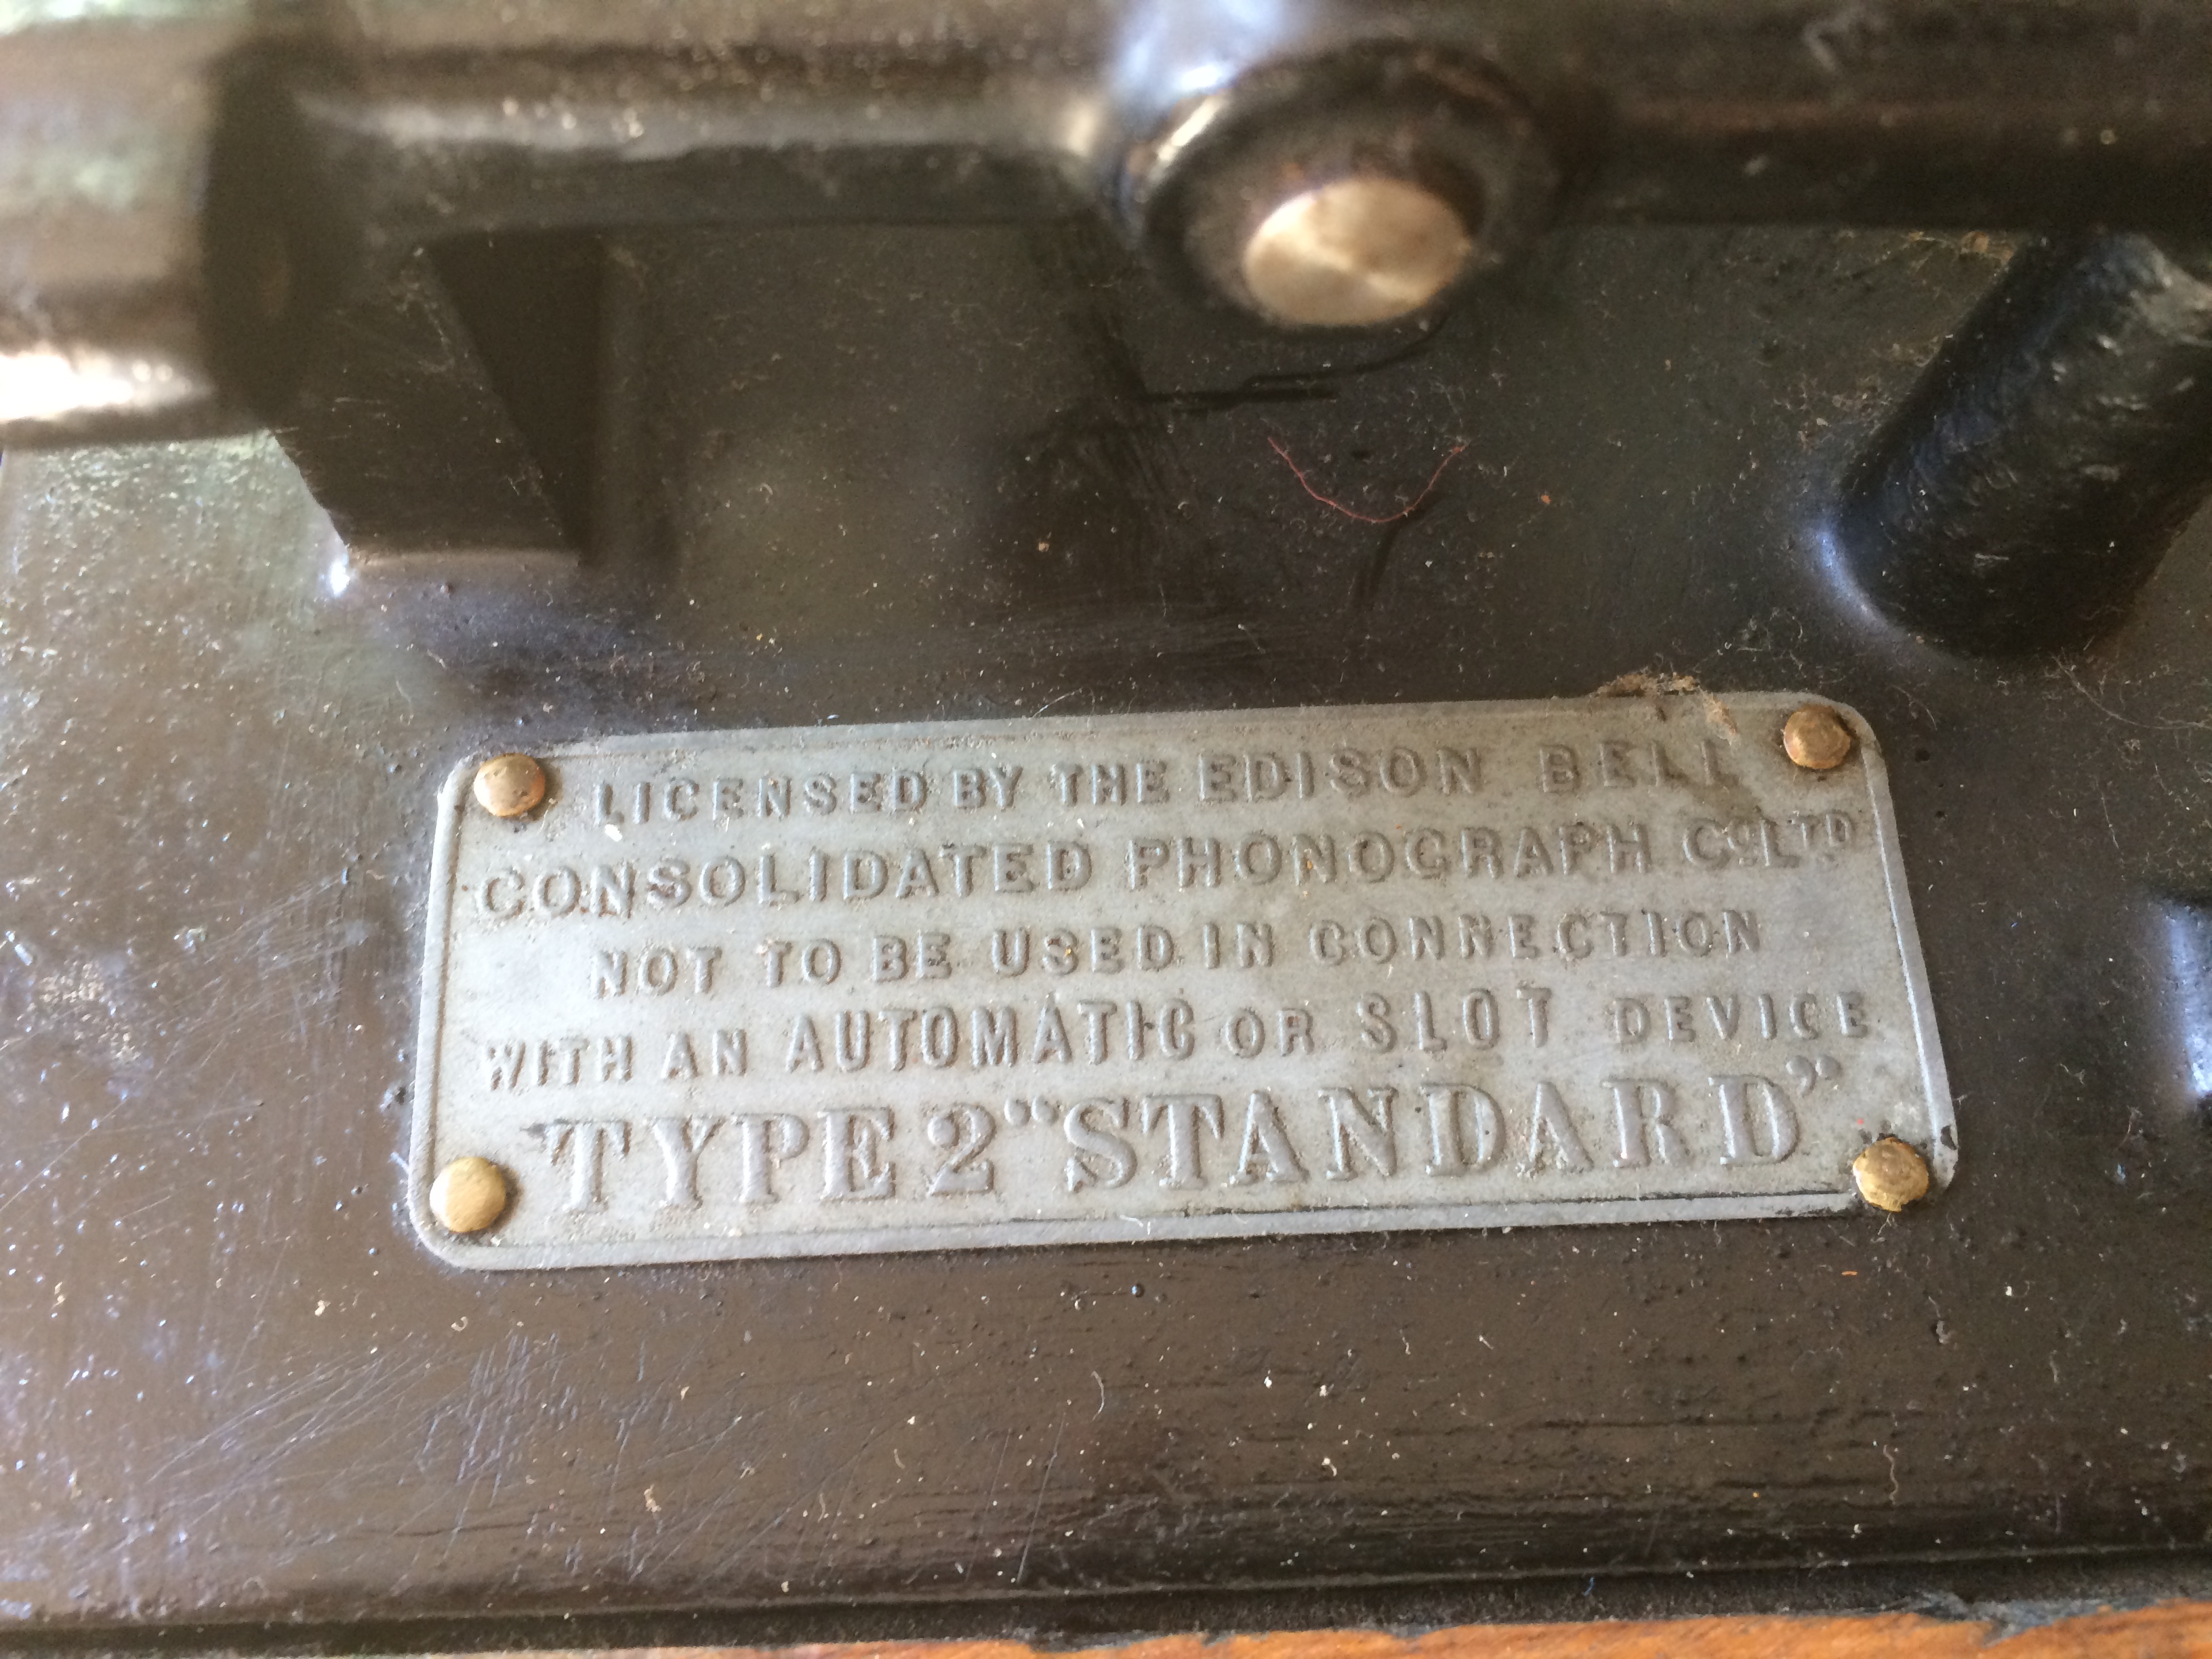 LICENSED BY THE EDISON BELL
CONSOLIDATED PHONOGRAPH Cº LTD
NOT TO BE USED IN CONNECTION
WITH AN AUTOMATIC OR SLOT DEVICE
TYPE 2 “STANDARD”